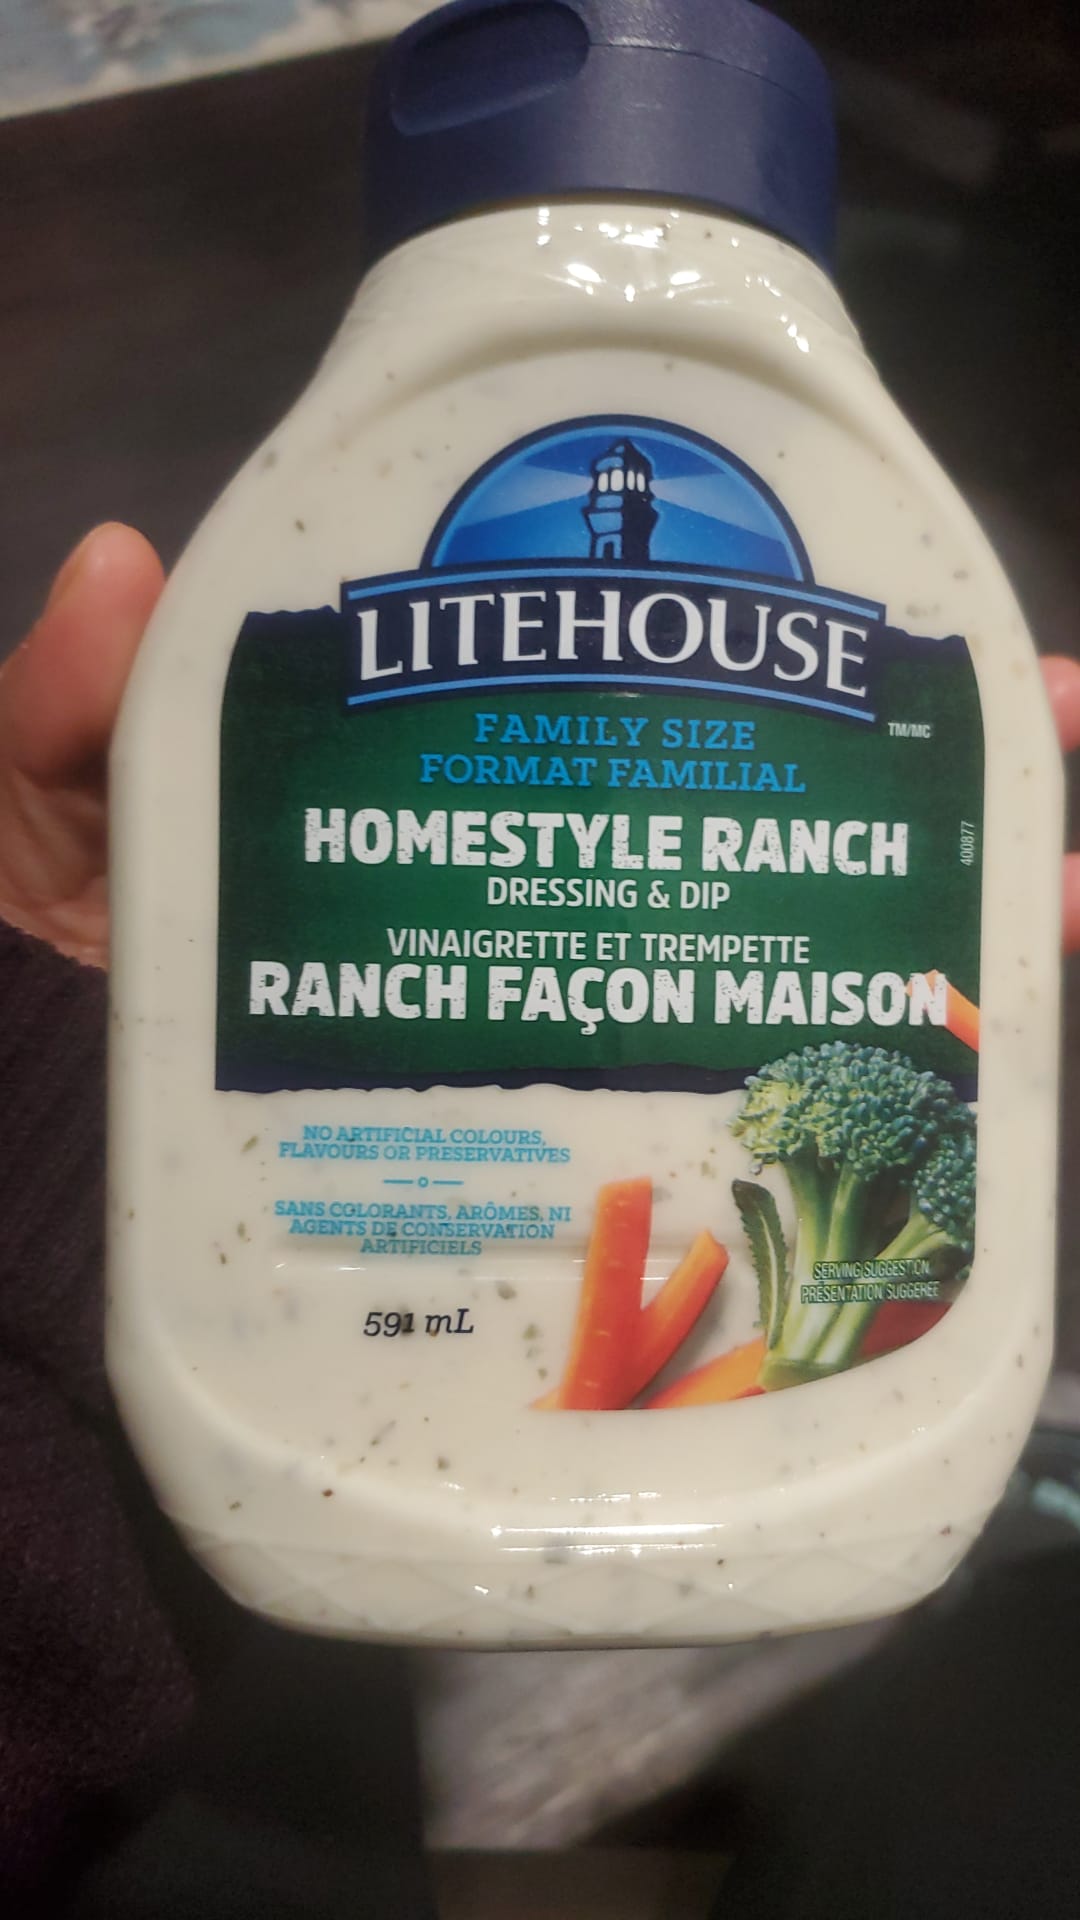 LITEHOUSE
TM/MC
FAMILY SIZE
FORMAT FAMILIAL
HOMESTYLE RANCH
DRESSING & DIP
400877
VINAIGRETTE ET TREMPETTE
RANCH FAÇON MAISON
NO ARTIFICIAL COLOURS,
FLAVOURS OR PRESERVATIVES
SANS COLORANTS, ARÔMES, NI
AGENTS DE CONSERVATION
ARTIFICIELS
SERVING SUGGESTION
PRÉSENTATION SUGGÉRÉE
591 mL